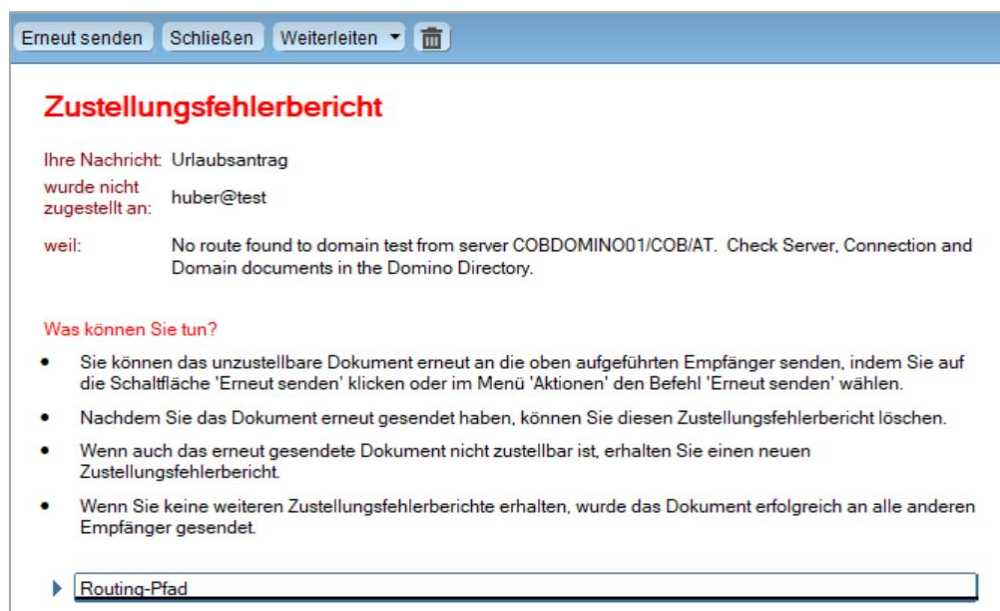 Erneut senden Schließen Weiterleiten
Zustellungsfehlerbericht
Ihre Nachricht: Urlaubsantrag
wurde nicht
zugestellt an: huber@test
weil: No route found to domain test from server COBDOMINO01/COB/AT. Check Server, Connection and
Domain documents in the Domino Directory.
Was können Sie tun?
• Sie können das unzustellbare Dokument erneut an die oben aufgeführten Empfänger senden, indem Sie auf
die Schaltfläche 'Erneut senden' klicken oder im Menü 'Aktionen' den Befehl 'Erneut senden' wählen.
• Nachdem Sie das Dokument erneut gesendet haben, können Sie diesen Zustellungsfehlerbericht löschen.
• Wenn auch das erneut gesendete Dokument nicht zustellbar ist, erhalten Sie einen neuen
Zustellungsfehlerbericht.
• Wenn Sie keine weiteren Zustellungsfehlerberichte erhalten, wurde das Dokument erfolgreich an alle anderen
Empfänger gesendet.
Routing-Pfad